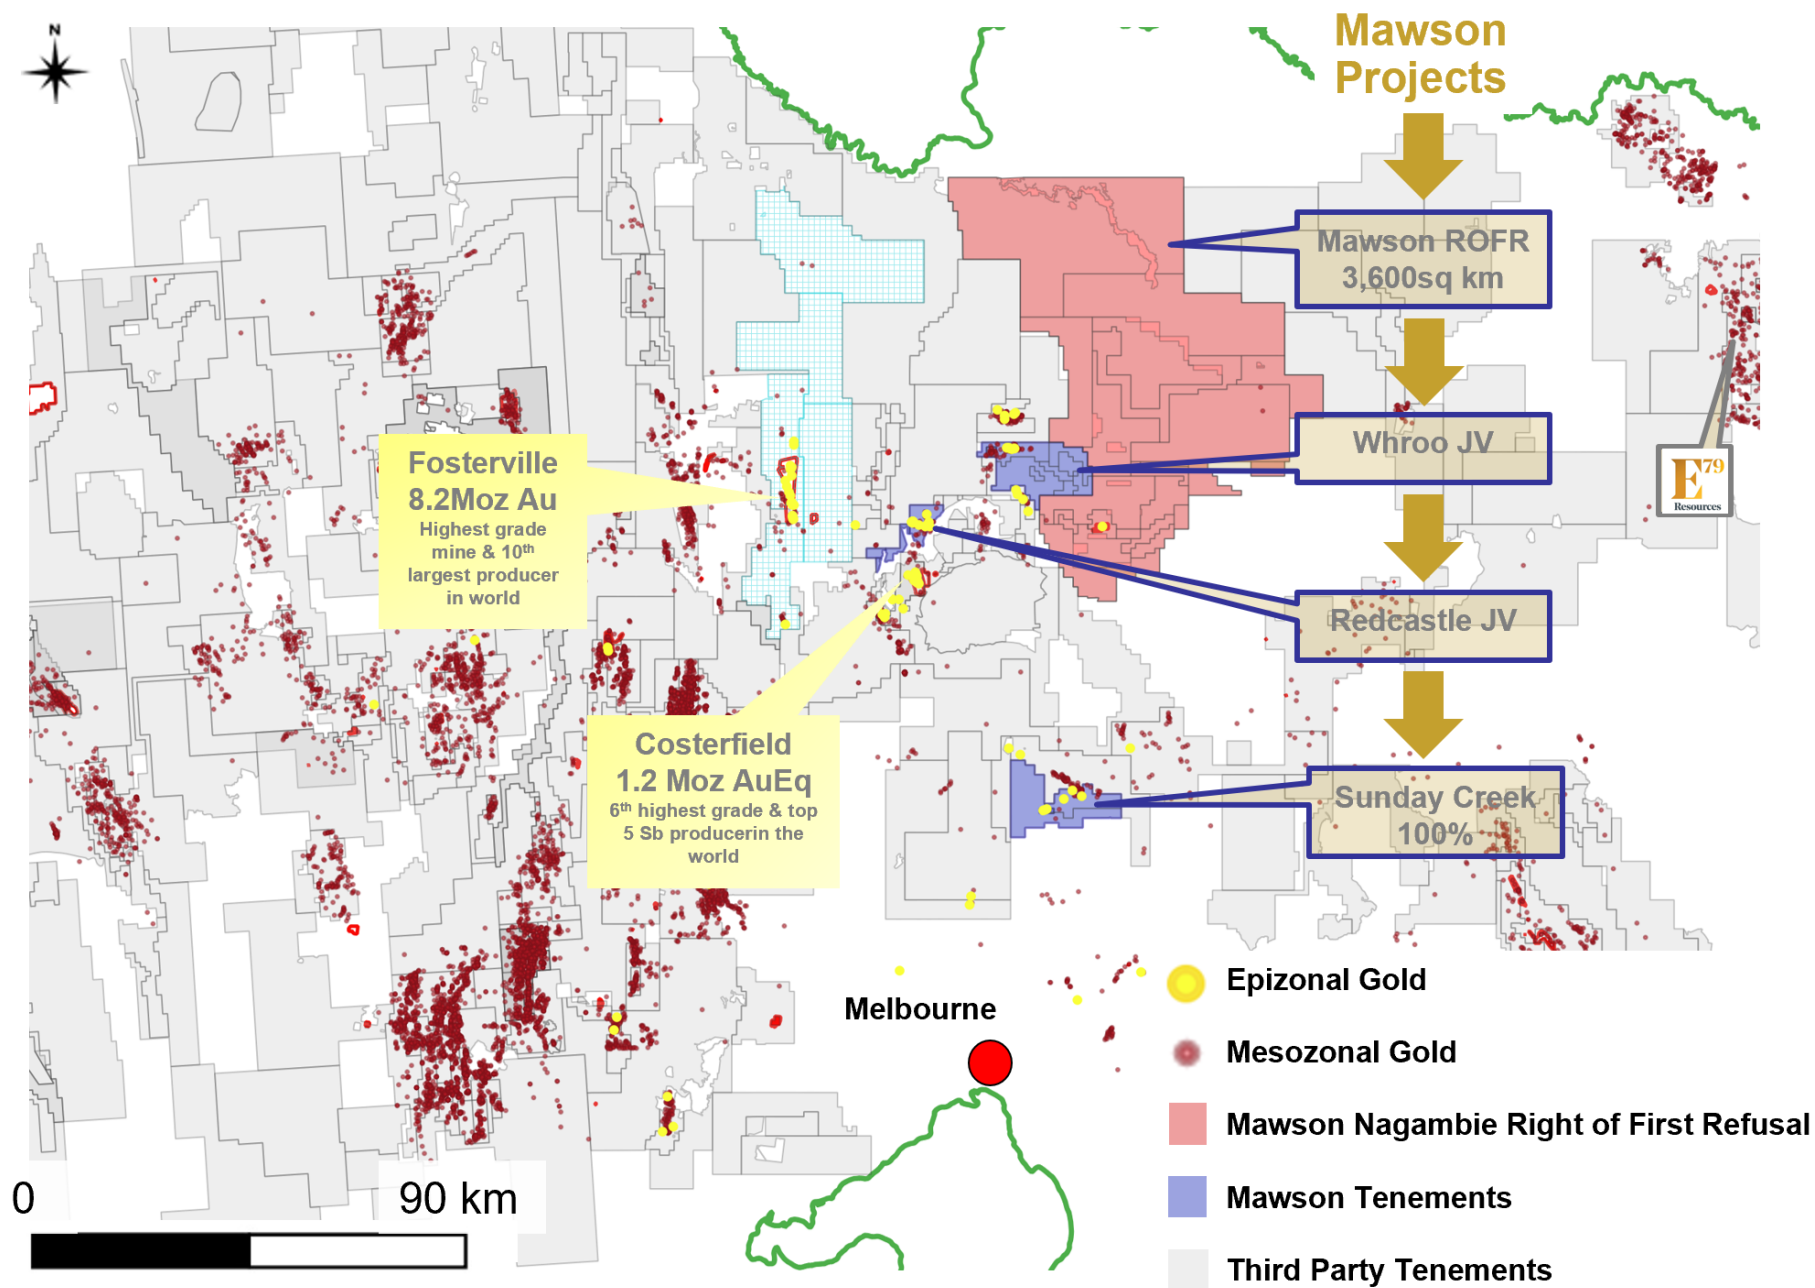 N
Mawson
Projects
Mawson ROFR
3,600sq km
Whroo JV
E79
Resources
Fosterville
8.2Moz Au
Highest grade
mine & 10th
largest producer
in world
Redcastle JV
Costerfield
1.2 Moz AuEq
6th highest grade & top
5 Sb producerin the
world
Sunday Creek
100%
Melbourne
Epizonal Gold
Mesozonal Gold
Mawson Nagambie Right of First Refusal
Mawson Tenements
Third Party Tenements
0
90 km